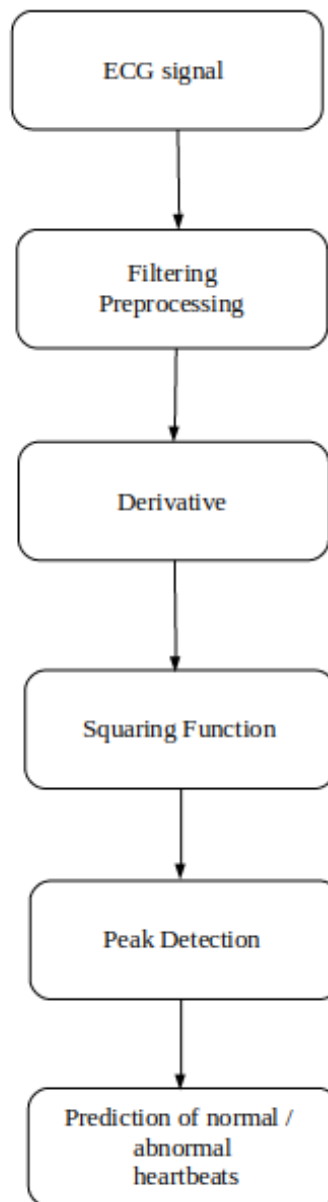 ECG signal
Filtering
Preprocessing
Derivative
Squaring Function
Peak Detection
Prediction of normal /
abnormal
heartbeats